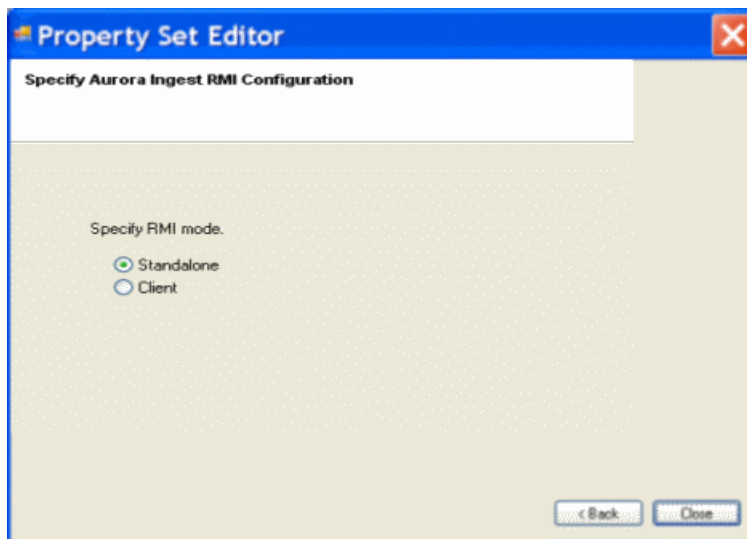 Property Set Editor
Specify Aurora Ingest RMI Configuration
Specify RMI mode.
Standalone
Client
< Back
Close